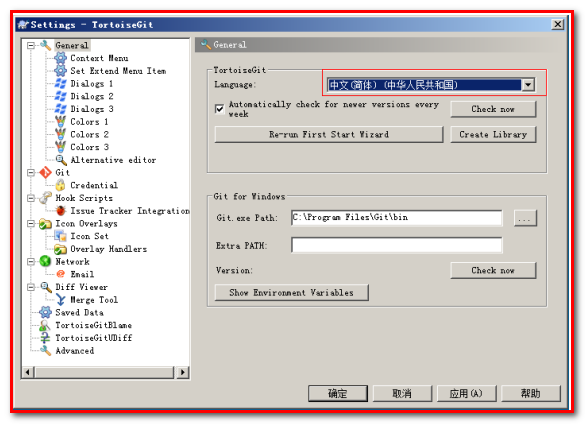 Settings - TortoiseGit
General
Context Menu
Set Extend Menu Item
Dialogs 1
Dialogs 2
Dialogs 3
Colors 1
Colors 2
Colors 3
Alternative editor
Git
Credential
Hook Scripts
Issue Tracker Integration
Icon Overlays
Icon Set
Overlay Handlers
Network
Email
Diff Viewer
Merge Tool
Saved Data
TortoiseGitBlame
TortoiseGitUDiff
Advanced
General
TortoiseGit
Language: 中文(简体) (中华人民共和国)
Automatically check for newer versions every
week
Check now
Re-run First Start Wizard Create Library
Git for Windows
Git.exe Path: C:\Program Files\Git\bin ...
Extra PATH:
Version: Check now
Show Environment Variables
确定 取消 应用(A) 帮助